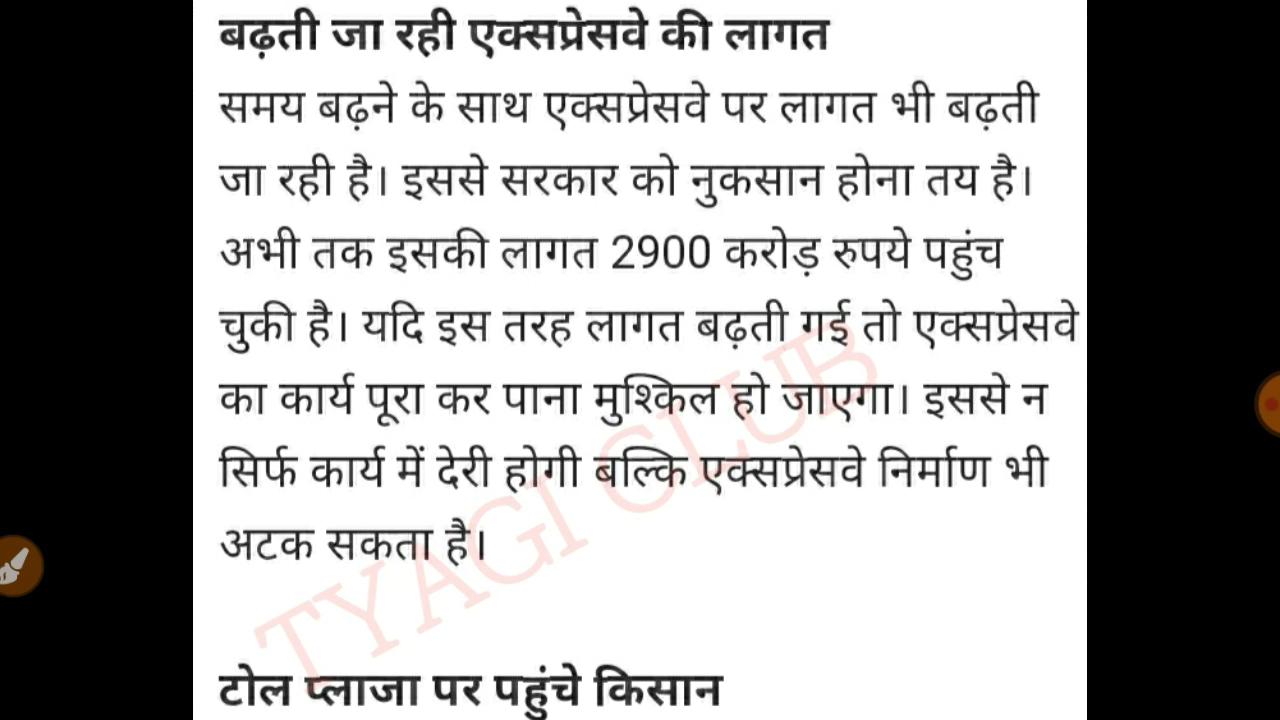 बढ़ती जा रही एक्सप्रेसवे की लागत
समय बढ़ने के साथ एक्सप्रेसवे पर लागत भी बढ़ती
जा रही है। इससे सरकार को नुकसान होना तय है।
अभी तक इसकी लागत 2900 करोड़ रुपये पहुंच
चुकी है। यदि इस तरह लागत बढ़ती गई तो एक्सप्रेसवे
का कार्य पूरा कर पाना मुश्किल हो जाएगा। इससे न
सिर्फ कार्य में देरी होगी बल्कि एक्सप्रेसवे निर्माण भी
अटक सकता है।
TYAGI CLUB
टोल प्लाजा पर पहुंचे किसान